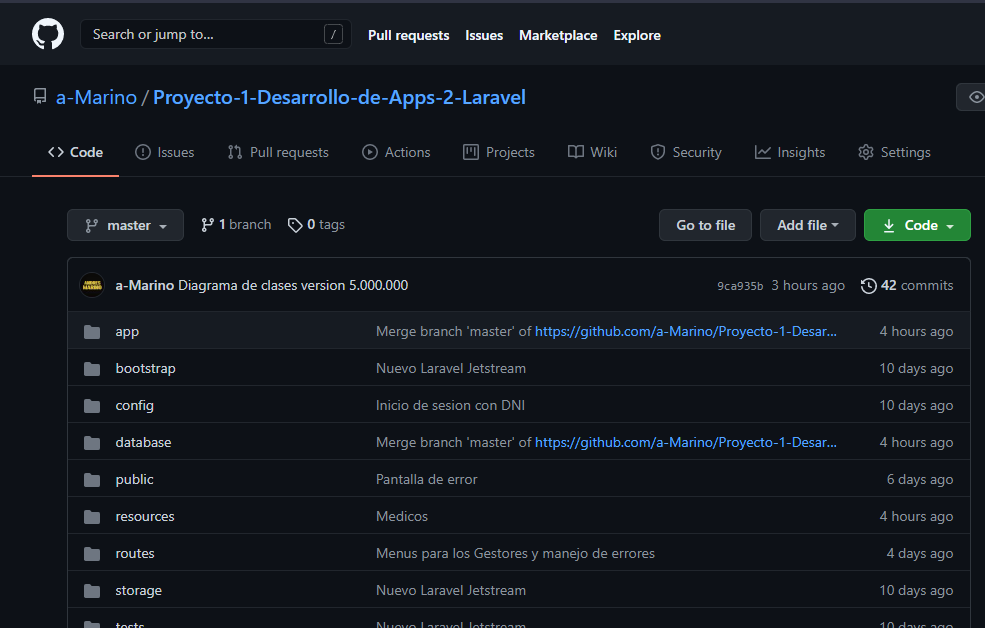 Search or jump to... /
Pull requests Issues Marketplace Explore
a-Marino / Proyecto-1-Desarrollo-de-Apps-2-Laravel
Code Issues Pull requests Actions Projects Wiki Security Insights Settings
master 1 branch 0 tags Go to file Add file Code
a-Marino Diagrama de clases version 5.000.000 9ca935b 3 hours ago 42 commits
app Merge branch 'master' of https://github.com/a-Marino/Proyecto-1-Desar... 4 hours ago
bootstrap Nuevo Laravel Jetstream 10 days ago
config Inicio de sesion con DNI 10 days ago
database Merge branch 'master' of https://github.com/a-Marino/Proyecto-1-Desar... 4 hours ago
public Pantalla de error 6 days ago
resources Medicos 4 hours ago
routes Menus para los Gestores y manejo de errores 4 days ago
storage Nuevo Laravel Jetstream 10 days ago
tests Nuevo Laravel Jetstream 10 days ago